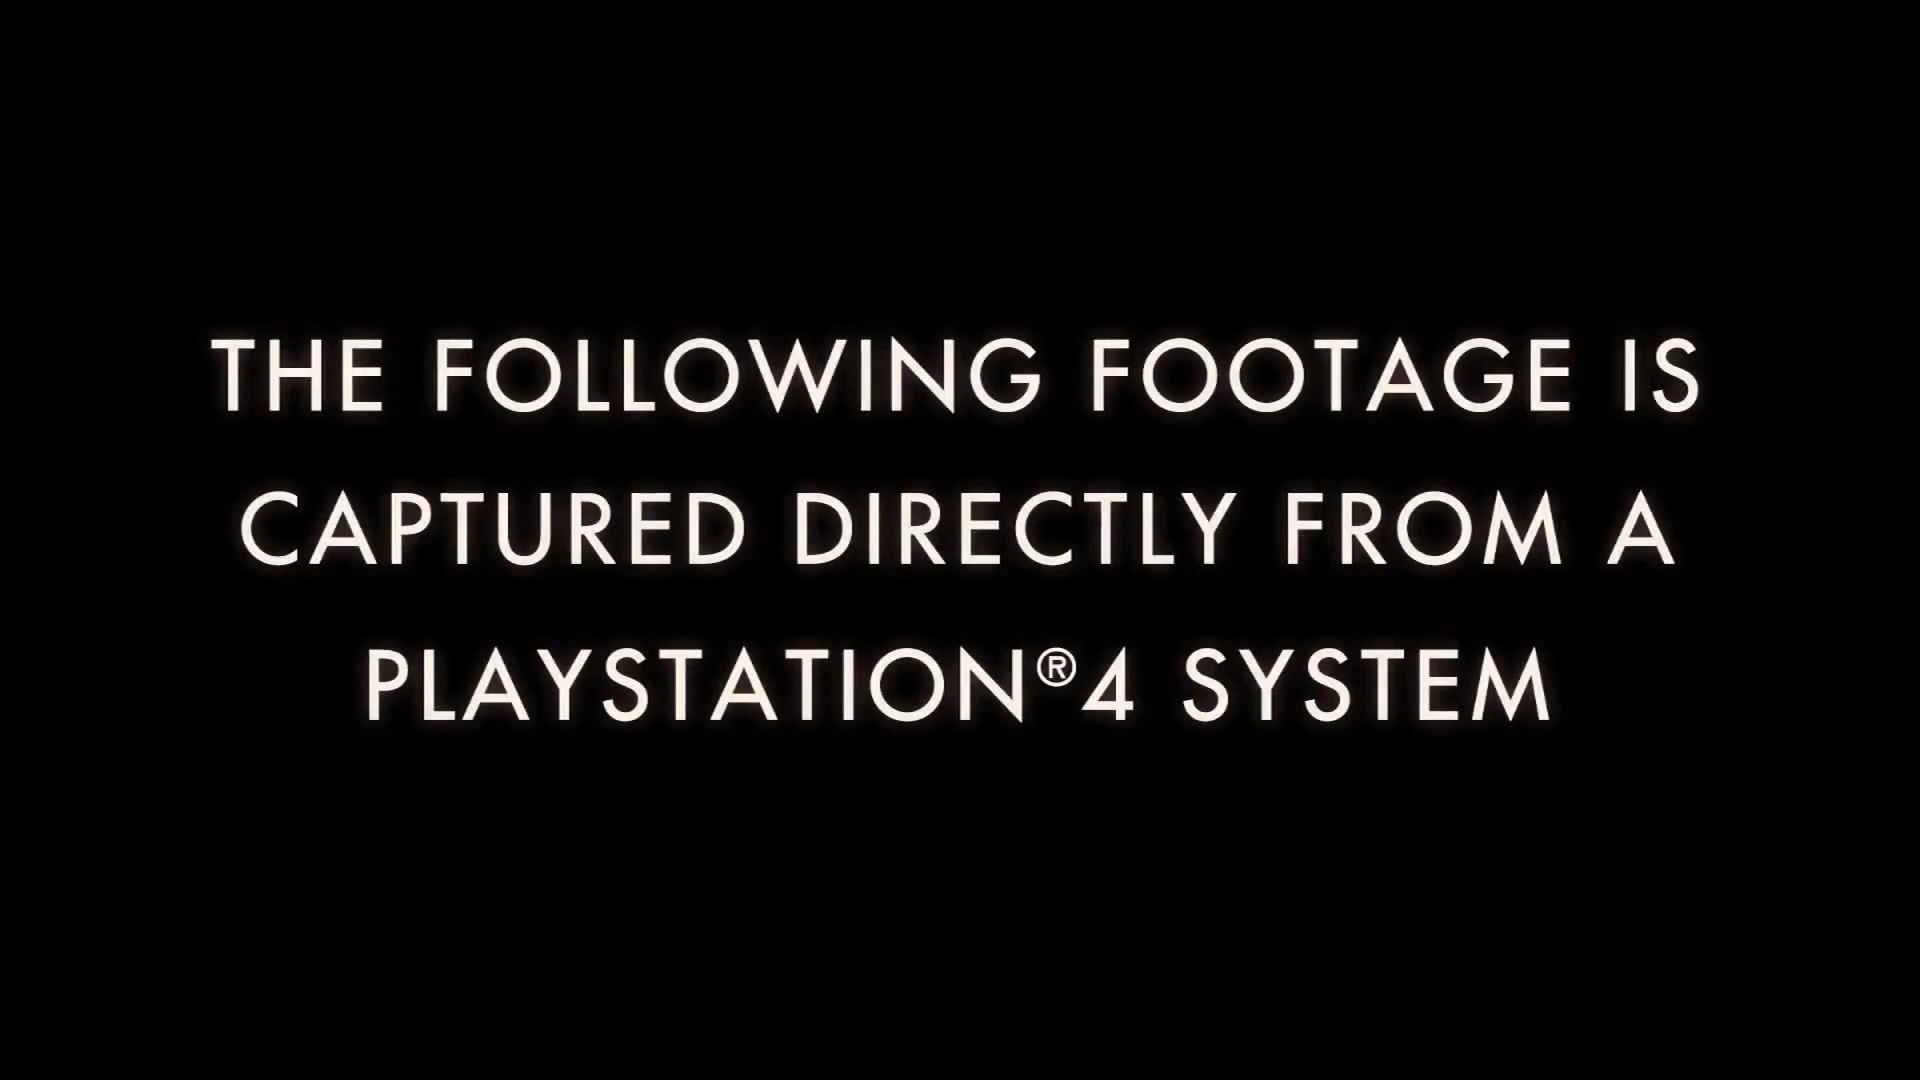 THE FOLLOWING FOOTAGE IS
CAPTURED DIRECTLY FROM A
PLAYSTATION®4 SYSTEM